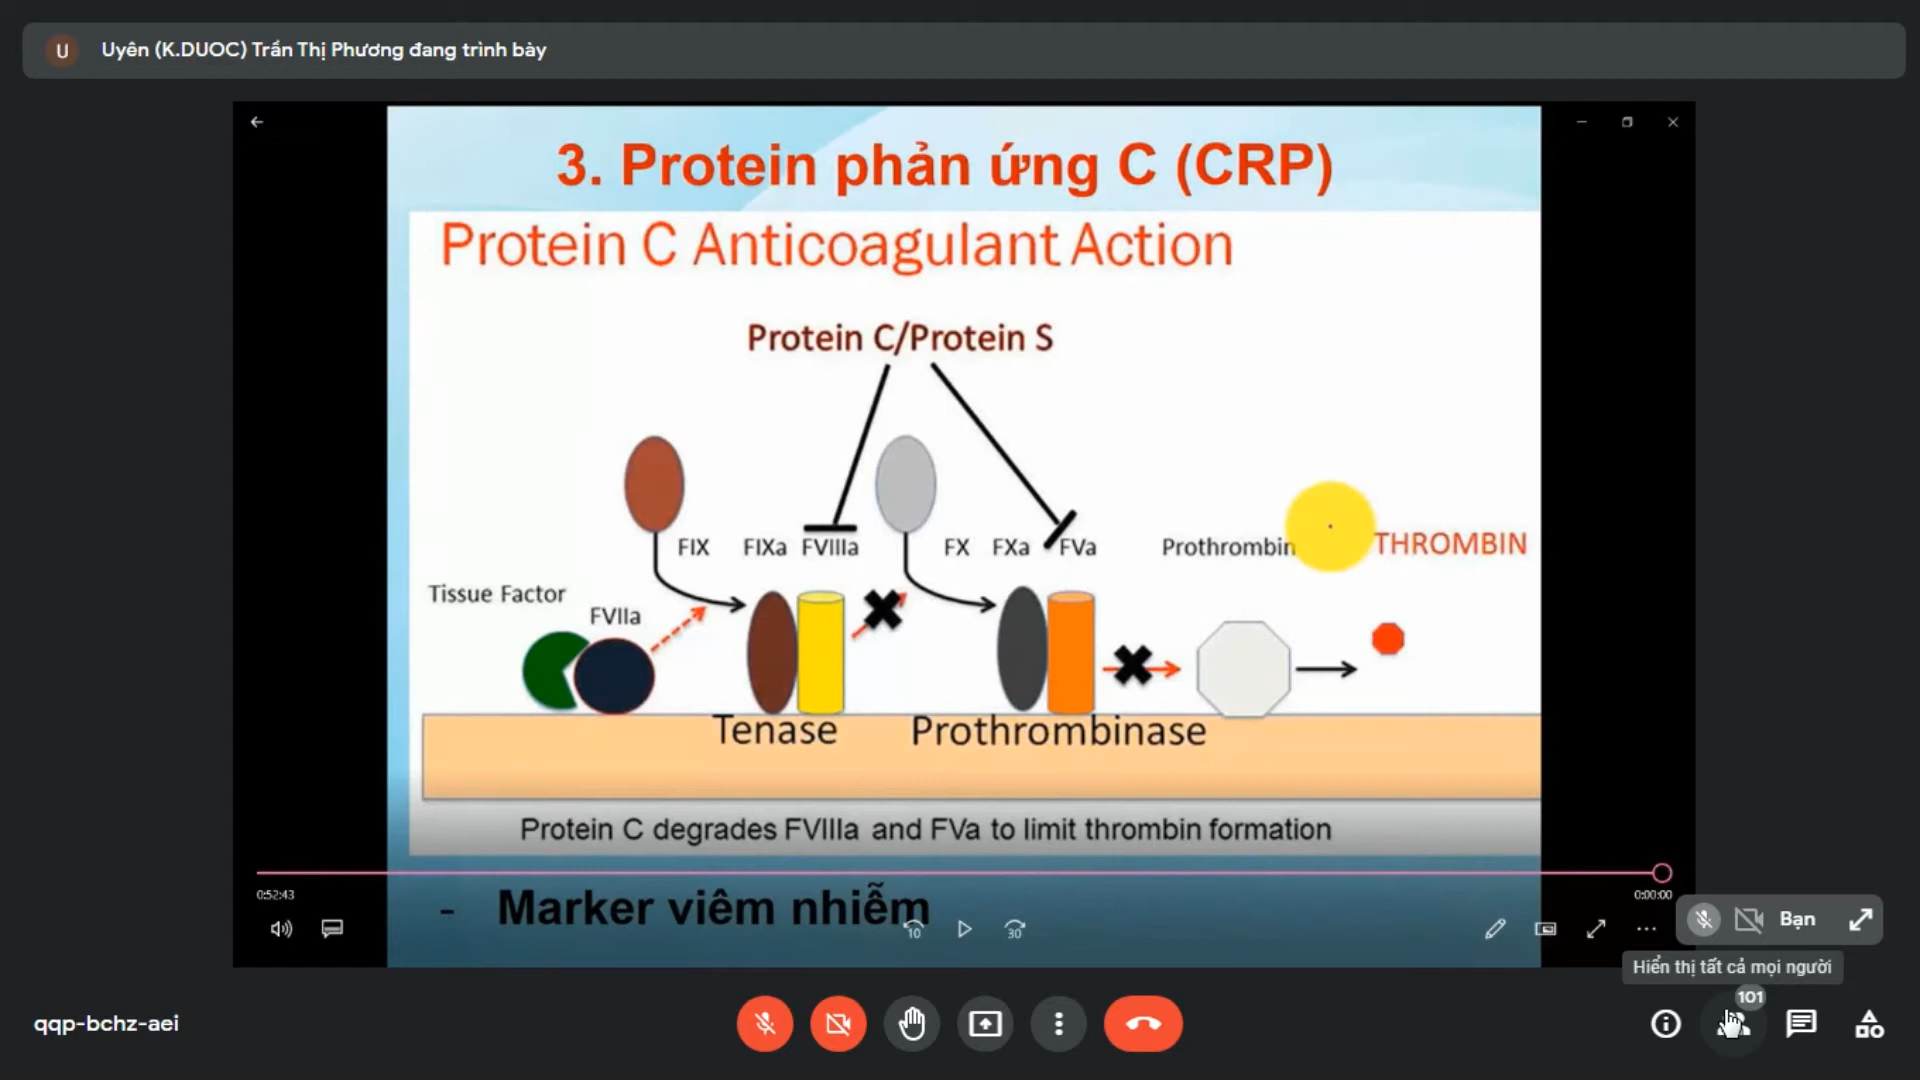 U Uyên (K.DUOC) Trần Thị Phương đang trình bày
3. Protein phản ứng C (CRP)
Protein C Anticoagulant Action
Protein C/Protein S
FIX FIXa FVIIIa FX FXa FVa Prothrombin THROMBIN
Tissue Factor
FVIIa
Tenase Prothrombinase
Protein C degrades FVIIIa and FVa to limit thrombin formation
- Marker viêm nhiễm
0:52:43
0:00:00
10
30
Bạn
Hiển thị tất cả mọi người
101
qqp-bchz-aei